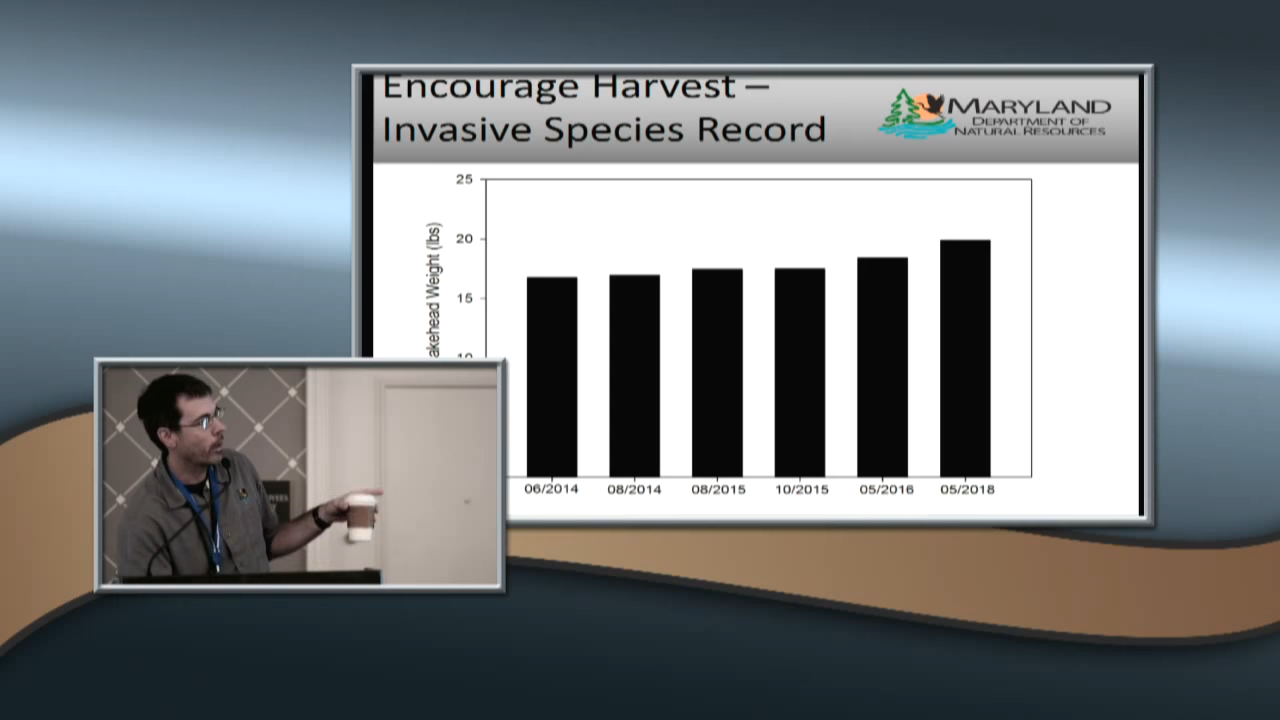 Encourage Harvest –
Invasive Species Record
MARYLAND
DEPARTMENT OF
NATURAL RESOURCES
25
20
15
10
akehead Weight (lbs)
06/2014 08/2014 08/2015 10/2015 05/2016 05/2018